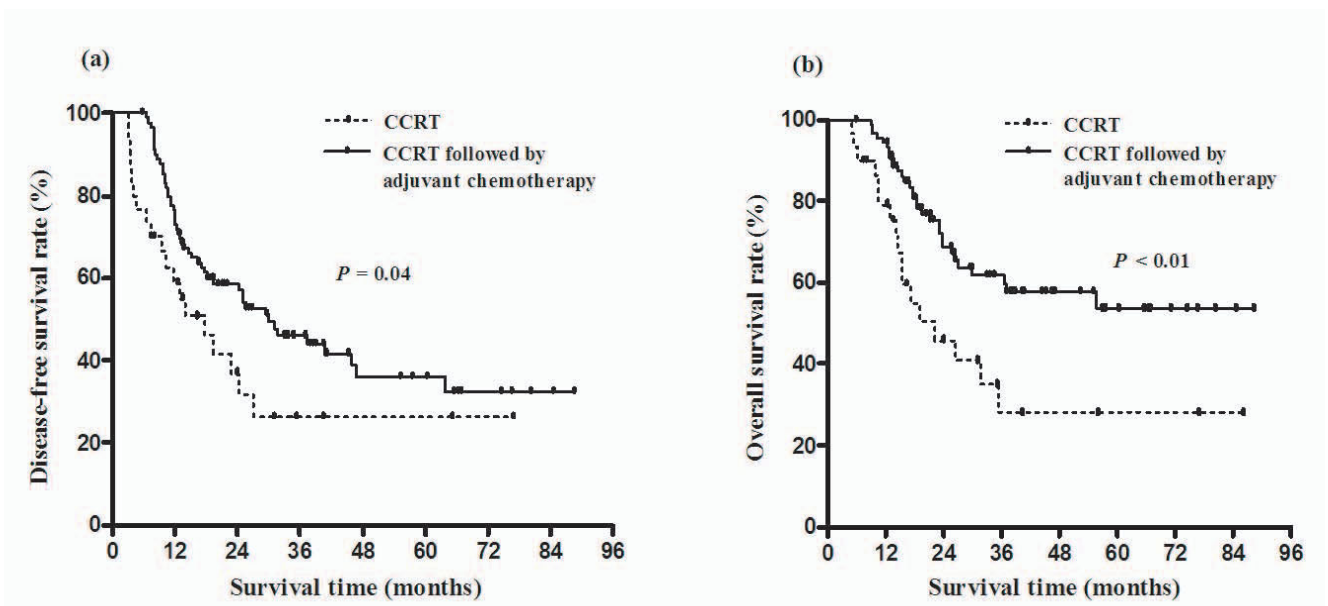 (a)
100
80
60
40
20
0
Disease-free survival rate (%)
CCRT
CCRT followed by
adjuvant chemotherapy
P = 0.04
0 12 24 36 48 60 72 84 96
Survival time (months)
(b)
100
80
60
40
20
0
Overall survival rate (%)
CCRT
CCRT followed by
adjuvant chemotherapy
P < 0.01
0 12 24 36 48 60 72 84 96
Survival time (months)